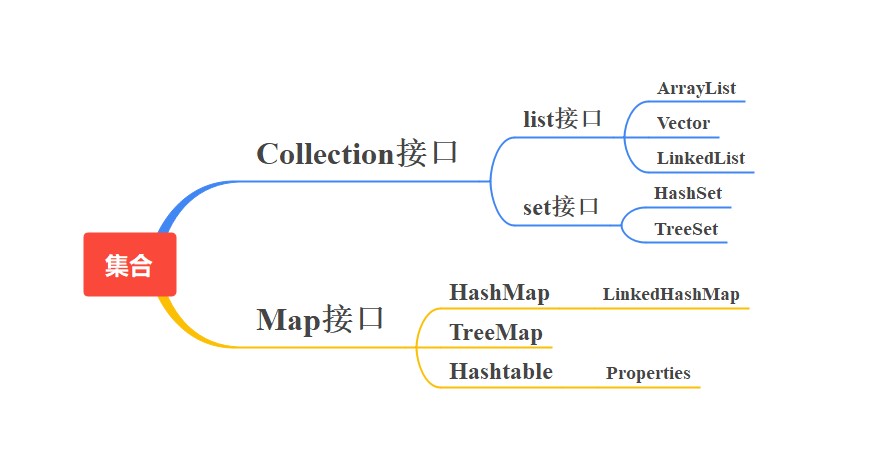 集合
Collection接口
list接口
ArrayList
Vector
LinkedList
set接口
HashSet
TreeSet
Map接口
HashMap
LinkedHashMap
TreeMap
Hashtable
Properties